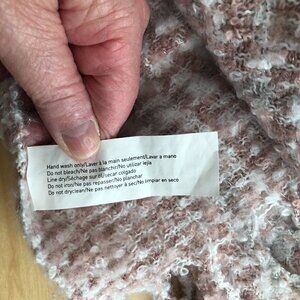 Hand wash only/Laver à la main seulement/Lavar a mano
Do not bleach/Ne pas blanchir/No utilizar lejía
Line dry/Séchage sur fil/secar colgado
Do not iron/Ne pas repasser/No planchar
Do not dryclean/Ne pas nettoyer à sec/No limpiar en seco